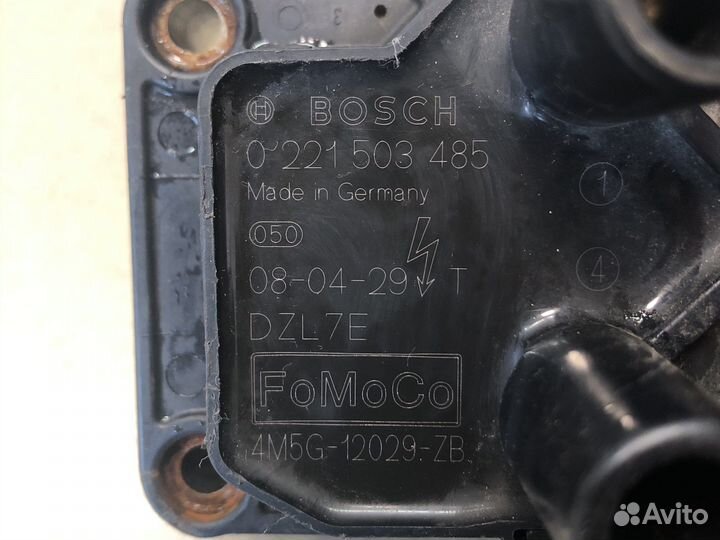 3
BOSCH
0 221 503 485
Made in Germany
050
08-04-29 T
DZL7E
FoMoCo
4M5G-12029-ZB
1
4
Avito